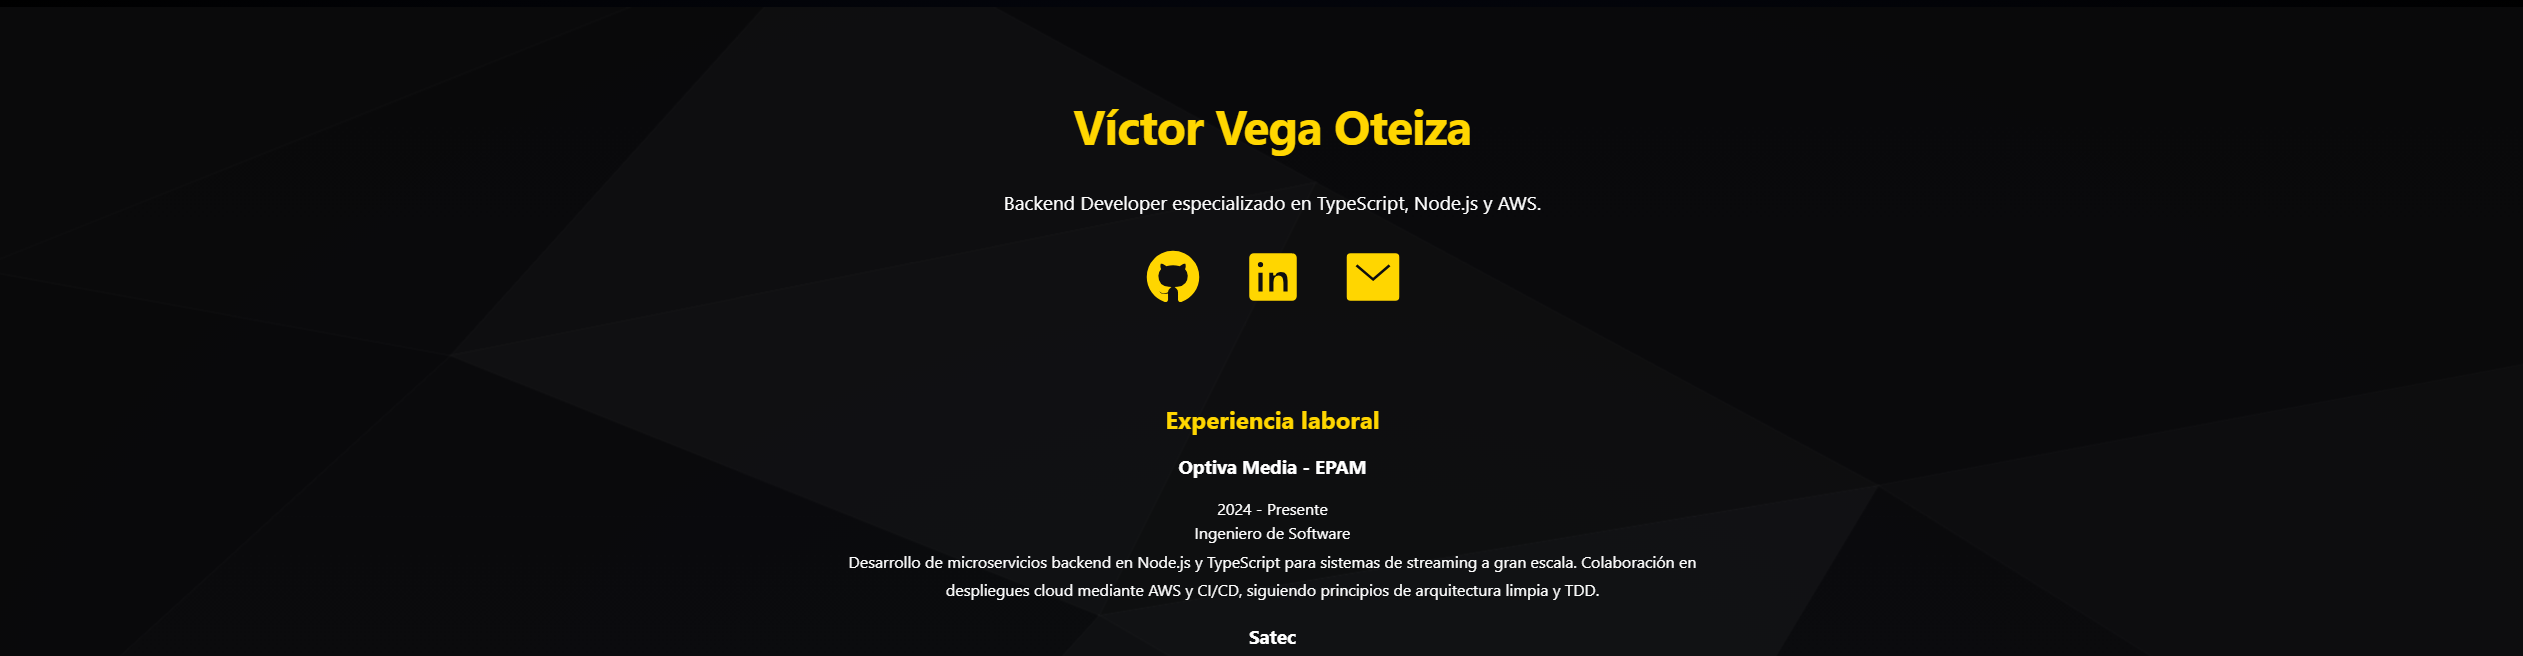 Víctor Vega Oteiza
Backend Developer especializado en TypeScript, Node.js y AWS.
in
Experiencia laboral
Optiva Media - EPAM
2024 - Presente
Ingeniero de Software
Desarrollo de microservicios backend en Node.js y TypeScript para sistemas de streaming a gran escala. Colaboración en
despliegues cloud mediante AWS y CI/CD, siguiendo principios de arquitectura limpia y TDD.
Satec